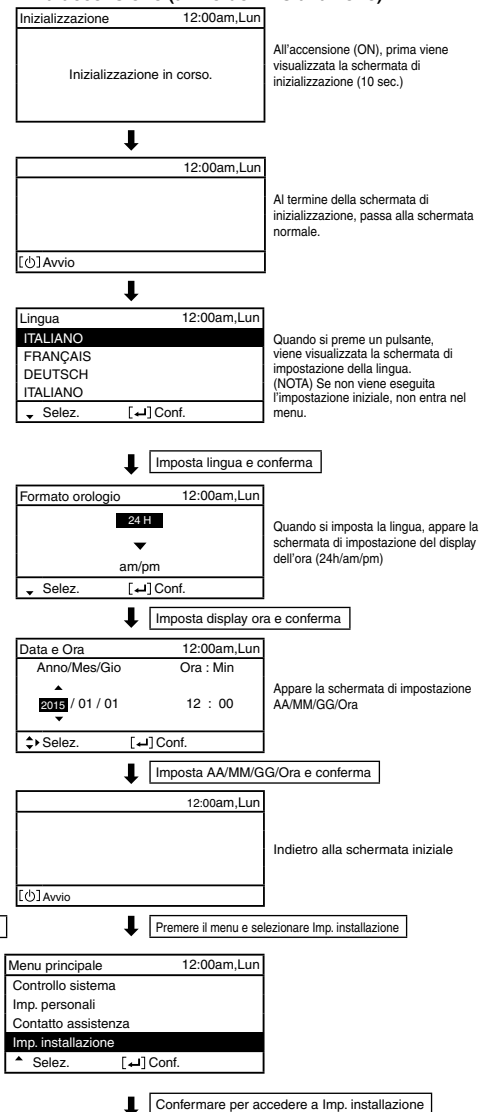 Inizializzazione 12:00am,Lun
Inizializzazione in corso.
All'accensione (ON), prima viene
visualizzata la schermata di
inizializzazione (10 sec.)
12:00am,Lun
[⏻] Avvio
Al termine della schermata di
inizializzazione, passa alla schermata
normale.
Lingua 12:00am,Lun
ITALIANO
FRANÇAIS
DEUTSCH
ITALIANO
Selez. [↵] Conf.
Quando si preme un pulsante,
viene visualizzata la schermata di
impostazione della lingua.
(NOTA) Se non viene eseguita
l'impostazione iniziale, non entra nel
menu.
Imposta lingua e conferma
Formato orologio 12:00am,Lun
24 H
am/pm
Selez. [↵] Conf.
Quando si imposta la lingua, appare la
schermata di impostazione del display
dell'ora (24h/am/pm)
Imposta display ora e conferma
Data e Ora 12:00am,Lun
Anno/Mes/Gio Ora : Min
2015 / 01 / 01 12 : 00
Selez. [↵] Conf.
Appare la schermata di impostazione
AA/MM/GG/Ora
Imposta AA/MM/GG/Ora e conferma
12:00am,Lun
[⏻] Avvio
Indietro alla schermata iniziale
Premere il menu e selezionare Imp. installazione
Menu principale 12:00am,Lun
Controllo sistema
Imp. personali
Contatto assistenza
Imp. installazione
Selez. [↵] Conf.
Confermare per accedere a Imp. installazione